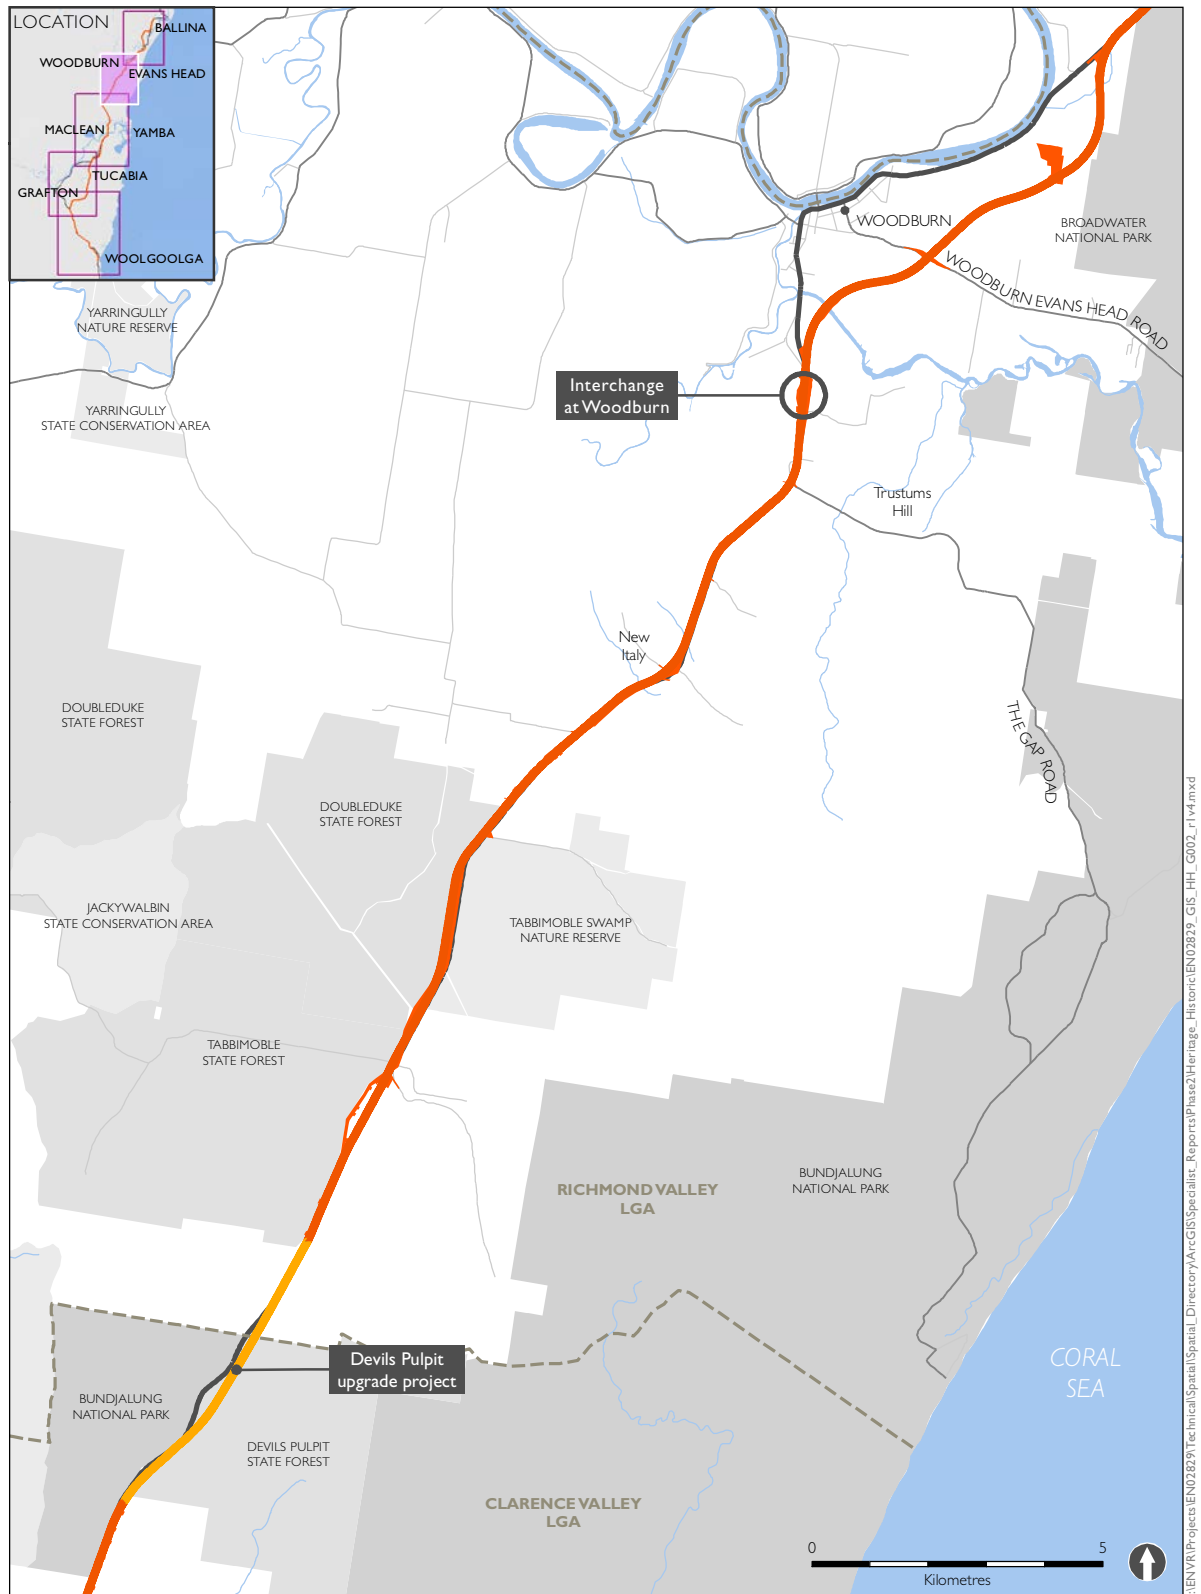 LOCATION
BALLINA
WOODBURN
EVANS HEAD
MACLEAN
YAMBA
TUCABIA
GRAFTON
WOOLGOOLGA
WOODBURN
BROADWATER
NATIONAL PARK
WOODBURN EVANS HEAD ROAD
YARRINGULLY
NATURE RESERVE
Interchange
at Woodburn
YARRINGULLY
STATE CONSERVATION AREA
Trustums
Hill
New
Italy
DOUBLEDUKE
STATE FOREST
THE GAP ROAD
DOUBLEDUKE
STATE FOREST
JACKYWALBIN
STATE CONSERVATION AREA
TABBIMOBLE SWAMP
NATURE RESERVE
TABBIMOBLE
STATE FOREST
BUNDJALUNG
NATIONAL PARK
RICHMOND VALLEY
LGA
Devils Pulpit
upgrade project
CORAL
SEA
BUNDJALUNG
NATIONAL PARK
DEVILS PULPIT
STATE FOREST
CLARENCE VALLEY
LGA
0 5
Kilometres
:\ENVR\Projects\EN02829\Technical\Spatial\Spatial_Directory\ArcGIS\Specialist_Reports\Phase2\Heritage_Historic\EN02829_GIS_HH_G002_r1v4.mxd